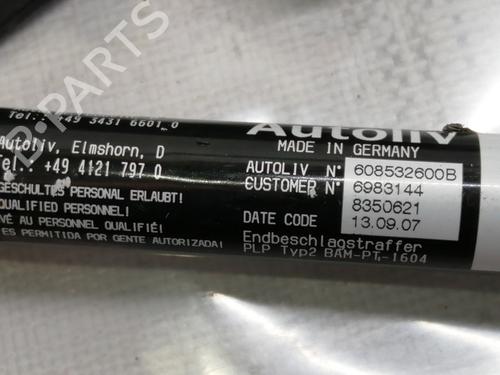 Tel.: +49 3431 6601 0
Autoliv, Elmshorn, D
Tel.: +49 4121 797 0
GESCHULTES PERSONAL ERLAUBT!
QUALIFIED PERSONNEL!
VÉ AU PERSONNEL QUALIFIÉ!
ES PERMITIDA POR GENTE AUTORIZADA!
Autoliv
MADE IN GERMANY
AUTOLIV N° 608532600B
CUSTOMER N° 6983144
8350621
DATE CODE 13.09.07
Endbeschlagstraffer
PLP Typ2 BAM-PT1-1604
B-PARTS